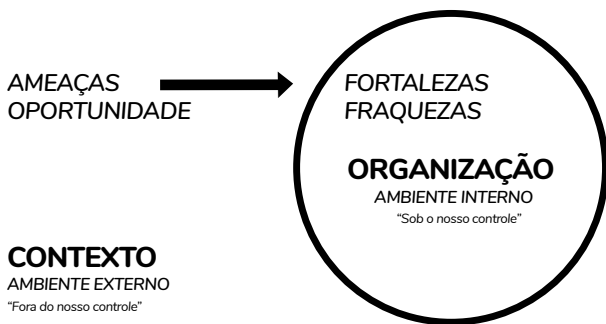 AMEAÇAS
OPORTUNIDADE
FORTALEZAS
FRAQUEZAS
ORGANIZAÇÃO
AMBIENTE INTERNO
“Sob o nosso controle”
CONTEXTO
AMBIENTE EXTERNO
“Fora do nosso controle”